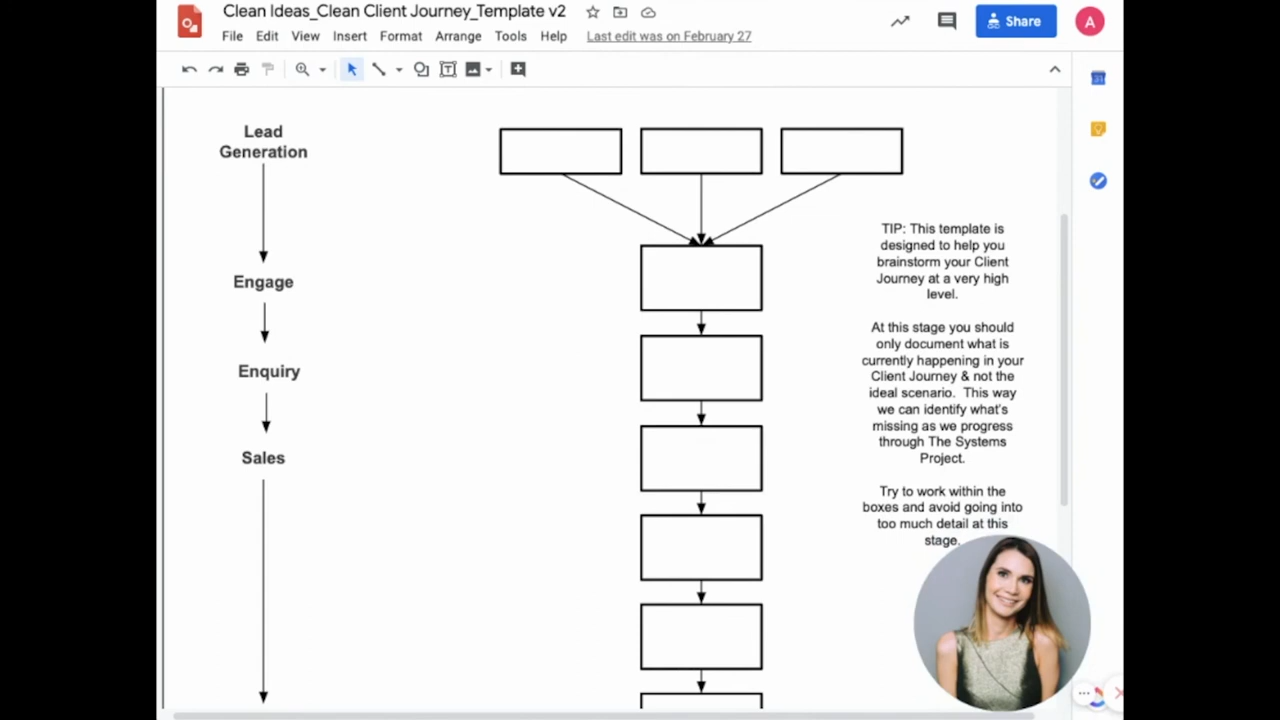 Clean Ideas_Clean Client Journey_Template v2
File Edit View Insert Format Arrange Tools Help Last edit was on February 27
Share
A
31
Lead
Generation
Engage
Enquiry
Sales
TIP: This template is
designed to help you
brainstorm your Client
Journey at a very high
level.
At this stage you should
only document what is
currently happening in your
Client Journey & not the
ideal scenario. This way
we can identify what's
missing as we progress
through The Systems
Project.
Try to work within the
boxes and avoid going into
too much detail at this
stage.